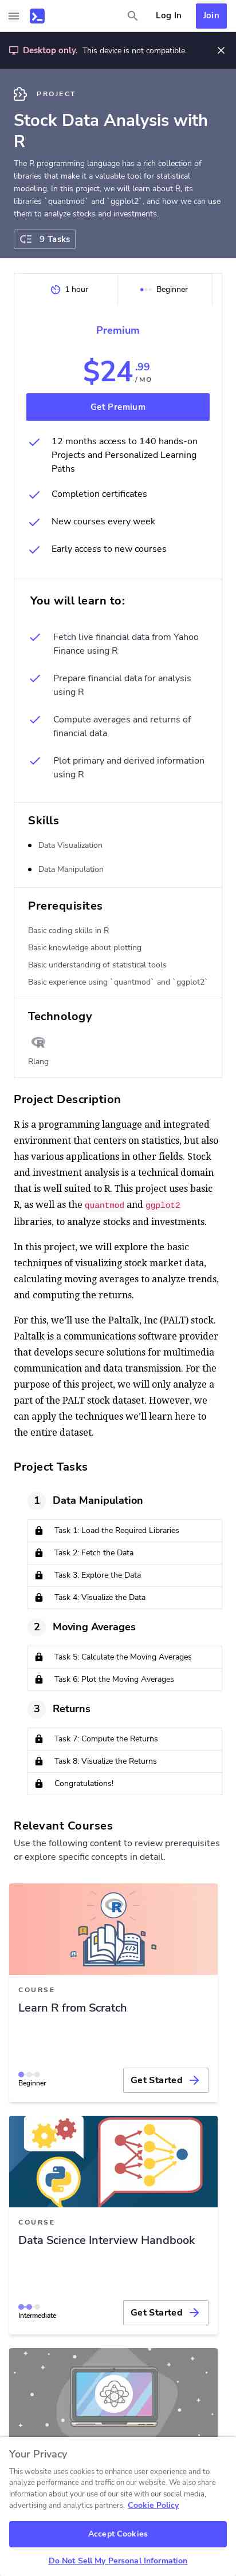 Log In
Join
Desktop only. This device is not compatible.
PROJECT
Stock Data Analysis with
R
The R programming language has a rich collection of
libraries that make it a valuable tool for statistical
modeling. In this project, we will learn about R, its
libraries `quantmod` and `ggplot2`, and how we can use
them to analyze stocks and investments.
9 Tasks
1 hour
Beginner
Premium
$24.99
/ MO
Get Premium
12 months access to 140 hands-on
Projects and Personalized Learning
Paths
Completion certificates
New courses every week
Early access to new courses
You will learn to:
Fetch live financial data from Yahoo
Finance using R
Prepare financial data for analysis
using R
Compute averages and returns of
financial data
Plot primary and derived information
using R
Skills
Data Visualization
Data Manipulation
Prerequisites
Basic coding skills in R
Basic knowledge about plotting
Basic understanding of statistical tools
Basic experience using `quantmod` and `ggplot2`
Technology
R
Rlang
Project Description
R is a programming language and integrated
environment that centers on statistics, but also
has various applications in other fields. Stock
and investment analysis is a technical domain
that is well suited to R. This project uses basic
R, as well as the quantmod and ggplot2
libraries, to analyze stocks and investments.
In this project, we will explore the basic
techniques of visualizing stock market data,
calculating moving averages to analyze trends,
and computing the returns.
For this, we’ll use the Paltalk, Inc (PALT) stock.
Paltalk is a communications software provider
that develops secure solutions for multimedia
communication and data transmission. For the
purpose of this project, we will only analyze a
part of the PALT stock dataset. However, we
can apply the techniques we’ll learn here to
the entire dataset.
Project Tasks
1 Data Manipulation
Task 1: Load the Required Libraries
Task 2: Fetch the Data
Task 3: Explore the Data
Task 4: Visualize the Data
2 Moving Averages
Task 5: Calculate the Moving Averages
Task 6: Plot the Moving Averages
3 Returns
Task 7: Compute the Returns
Task 8: Visualize the Returns
Congratulations!
Relevant Courses
Use the following content to review prerequisites
or explore specific concepts in detail.
R
COURSE
Learn R from Scratch
Beginner
Get Started
COURSE
Data Science Interview Handbook
Intermediate
Get Started
Your Privacy
This website uses cookies to enhance user experience and to
analyze performance and traffic on our website. We also share
information about your use of our site with our social media,
advertising and analytics partners. Cookie Policy
Accept Cookies
Do Not Sell My Personal Information